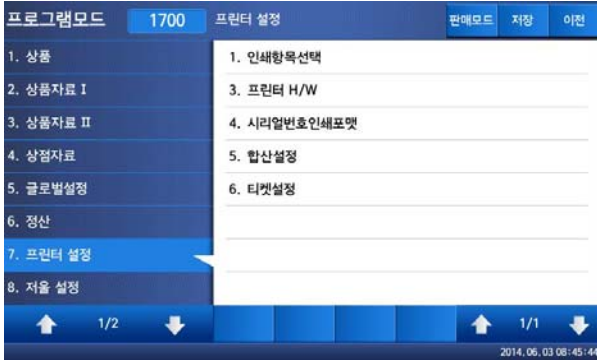 프로그램모드 1700 프린터 설정 판매모드 저장 이전
1. 상품
2. 상품자료 I
3. 상품자료 II
4. 상점자료
5. 글로벌설정
6. 정산
7. 프린터 설정
8. 저울 설정
1/2
1. 인쇄항목선택
3. 프린터 H/W
4. 시리얼번호인쇄포맷
5. 합산설정
6. 티켓설정
1/1
2014.06.03 08:45:44